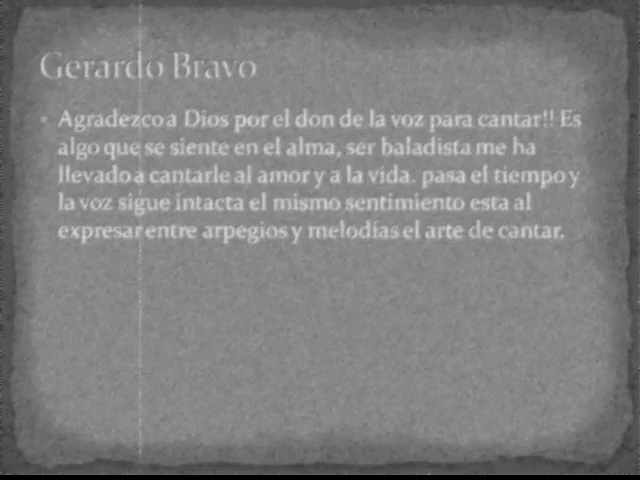 Gerardo Bravo
Agradezco a Dios por el don de la voz para cantar!! Es
algo que se siente en el alma, ser baladista me ha
llevado a cantarle al amor y a la vida. pasa el tiempo y
la voz sigue intacta el mismo sentimiento esta al
expresar entre arpegios y melodías el arte de cantar.